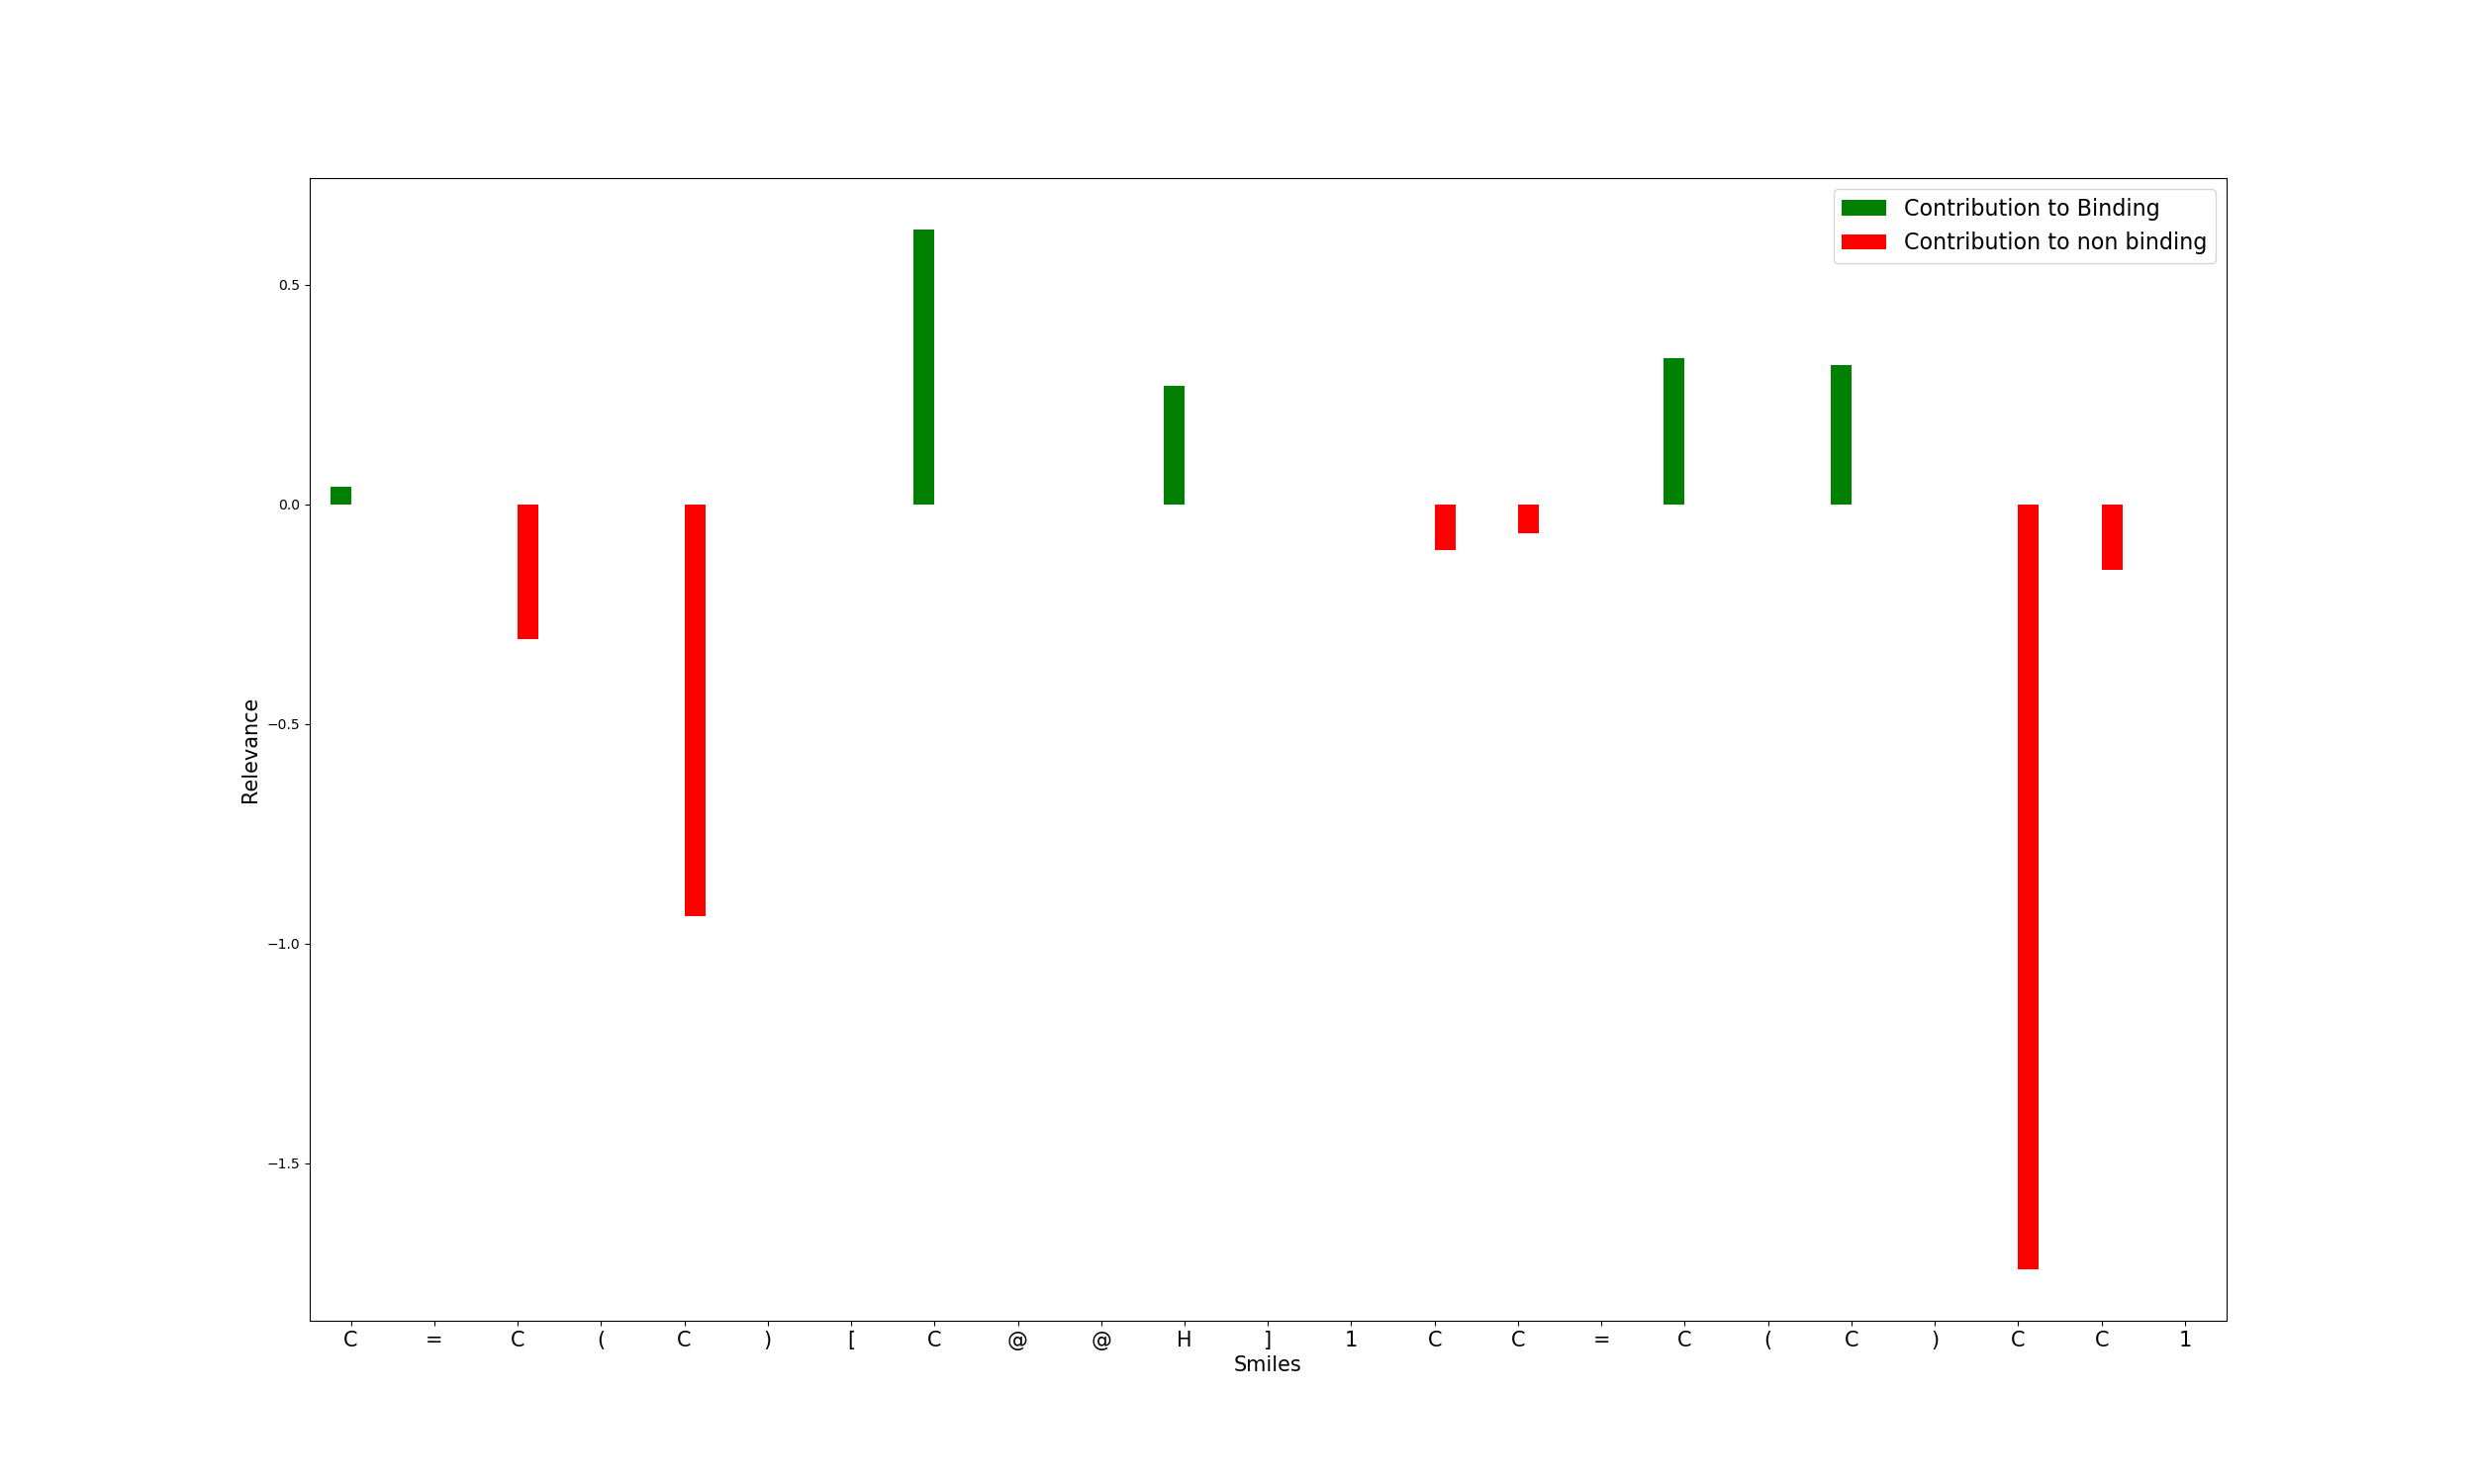 Contribution to Binding
Contribution to non binding
0.5
0.0
−0.5
−1.0
−1.5
Relevance
C = C ( C ) [ C @ @ H ] 1 C C = C ( C ) C C 1
Smiles